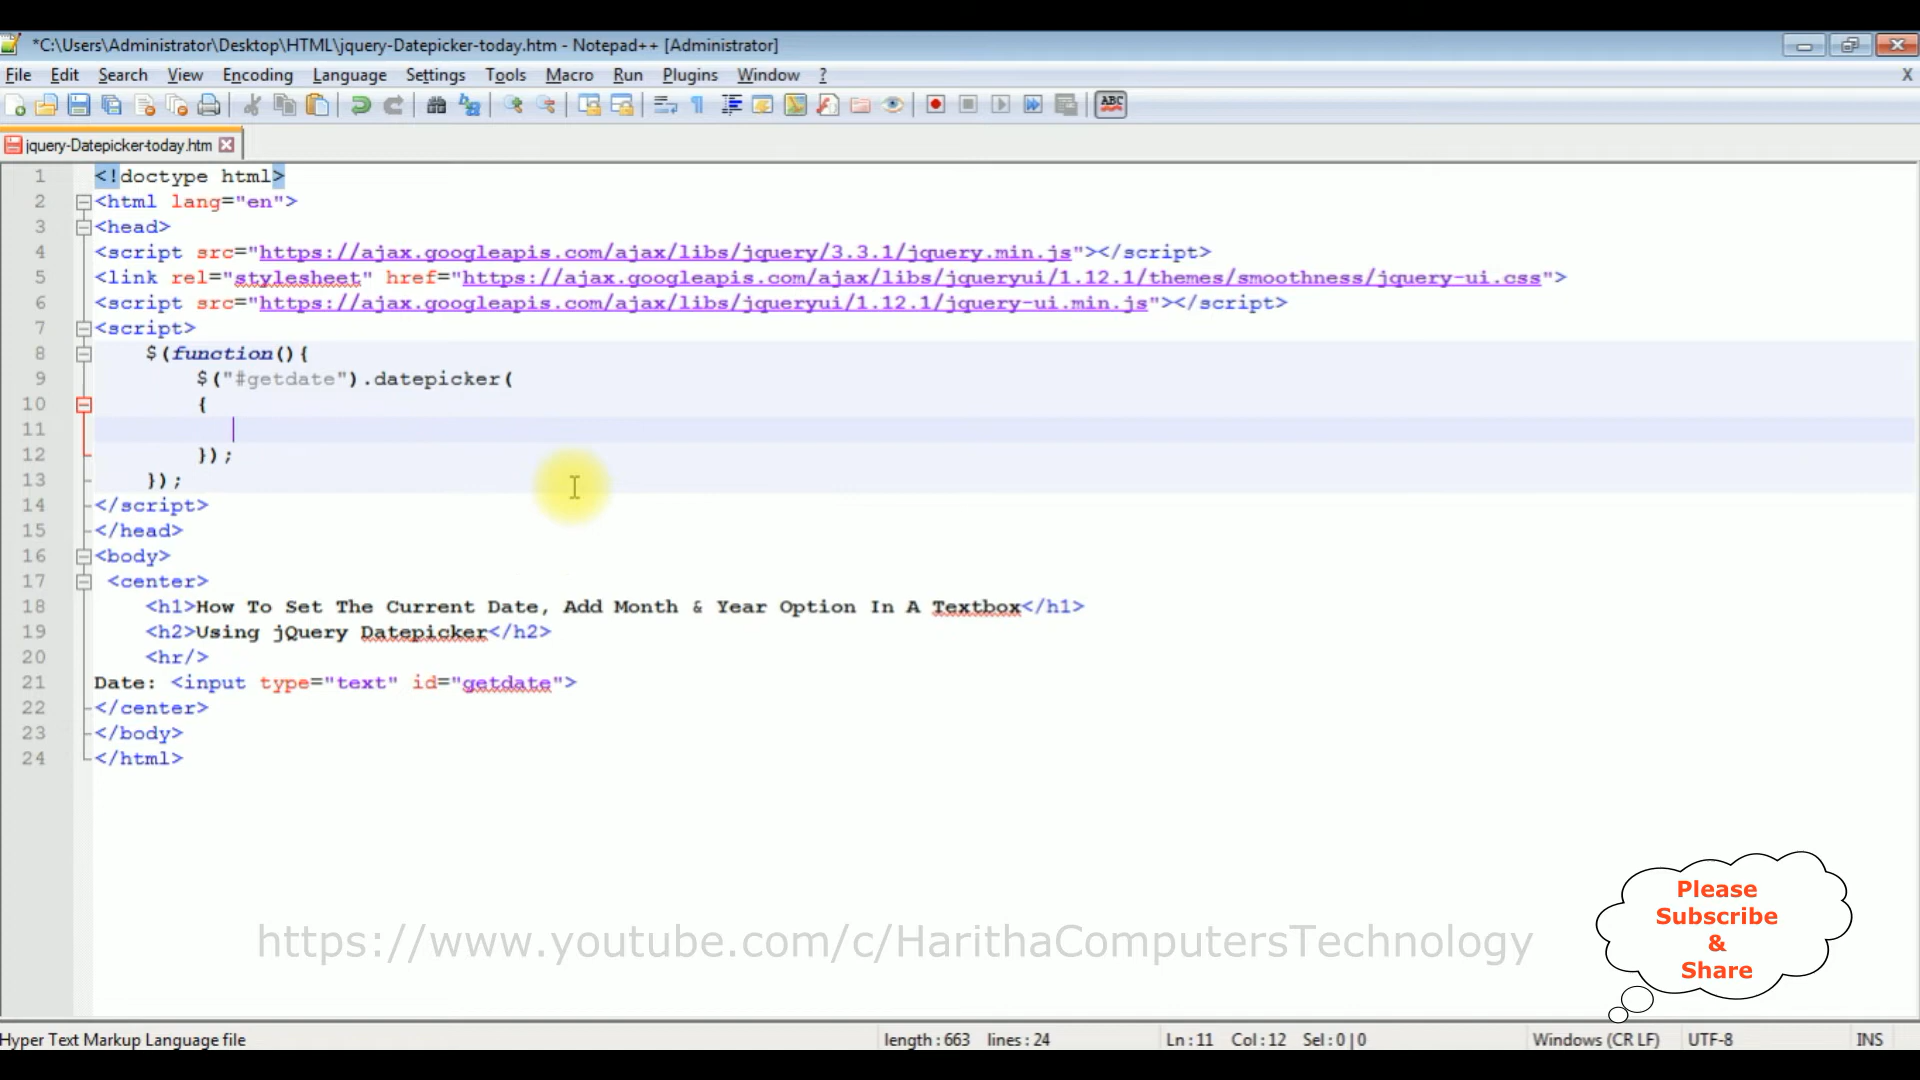 *C:\Users\Administrator\Desktop\HTML\jquery-Datepicker-today.htm - Notepad++ [Administrator]
File Edit Search View Encoding Language Settings Tools Macro Run Plugins Window ? X
ABC
jquery-Datepicker-today.htm
1 <!doctype html>
2 <html lang="en">
3 <head>
4 <script src="https://ajax.googleapis.com/ajax/libs/jquery/3.3.1/jquery.min.js"></script>
5 <link rel="stylesheet" href="https://ajax.googleapis.com/ajax/libs/jqueryui/1.12.1/themes/smoothness/jquery-ui.css">
6 <script src="https://ajax.googleapis.com/ajax/libs/jqueryui/1.12.1/jquery-ui.min.js"></script>
7 <script>
8 $(function(){
9 $("#getdate").datepicker(
10 {
11
12 });
13 });
14 </script>
15 </head>
16 <body>
17 <center>
18 <h1>How To Set The Current Date, Add Month & Year Option In A Textbox</h1>
19 <h2>Using jQuery Datepicker</h2>
20 <hr/>
21 Date: <input type="text" id="getdate">
22 </center>
23 </body>
24 </html>
Please
Subscribe
&
Share
https://www.youtube.com/c/HarithaComputersTechnology
Hyper Text Markup Language file length : 663 lines : 24 Ln : 11 Col : 12 Sel : 0 | 0 Windows (CR LF) UTF-8 INS